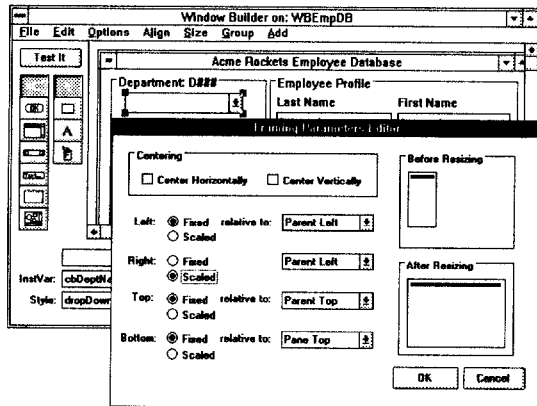 Window Builder on: WBEmpDB
File Edit Options Align Size Group Add
Test It
Acme Rockets Employee Database
Department: D###
Employee Profile
Last Name First Name
OK
A
Framing Parameters Editor
Centering
Center Horizontally Center Vertically
Before Resizing
Left: Fixed relative to: Parent Left
Scaled
Right: Fixed Parent Left
Scaled
After Resizing
InstVar: cbDeptNa
Top: Fixed relative to: Parent Top
Scaled
Style: dropDown
Bottom: Fixed relative to: Pane Top
Scaled
OK Cancel